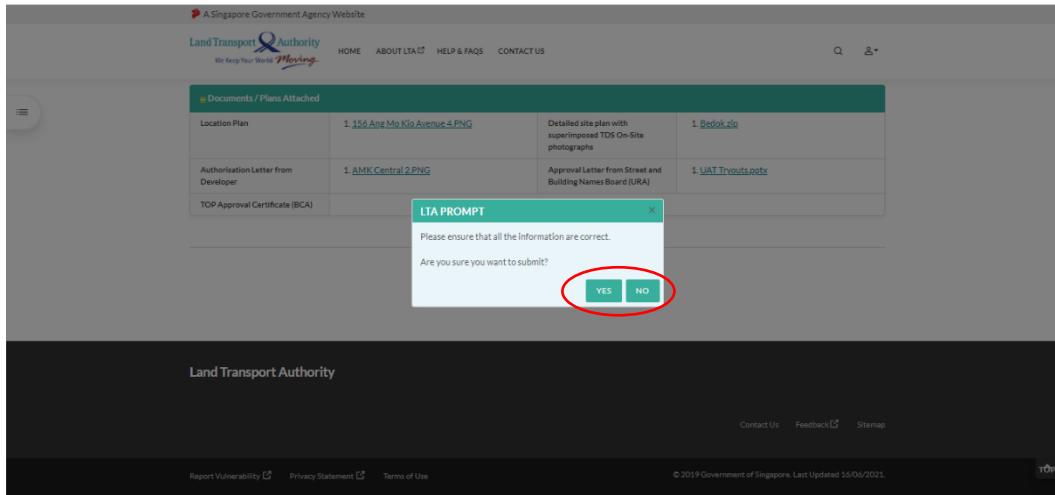 A Singapore Government Agency Website
Land Transport Authority
We Keep Your World Moving
HOME ABOUT LTA HELP & FAQS CONTACT US
Documents / Plans Attached
Location Plan
1. 156 Ang Mo Kio Avenue 4.PNG
Detailed site plan with
superimposed TDS On-Site
photographs
1. Bedok.zip
Authorisation Letter from
Developer
1. AMK Central 2.PNG
Approval Letter from Street and
Building Names Board (URA)
1. UAT Tryouts.pptx
TOP Approval Certificate (BCA)
LTA PROMPT
×
Please ensure that all the information are correct.
Are you sure you want to submit?
YES NO
Land Transport Authority
Contact Us Feedback Sitemap
Report Vulnerability Privacy Statement Terms of Use
© 2019 Government of Singapore. Last Updated 16/06/2021.